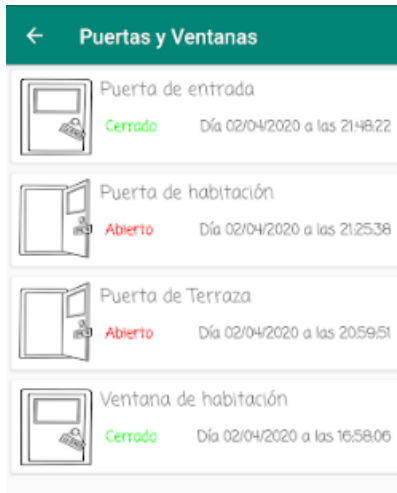 Puertas y Ventanas
Puerta de entrada
Cerrado Día 02/04/2020 a las 21:48:22
Puerta de habitación
Abierto Día 02/04/2020 a las 21:25:38
Puerta de Terraza
Abierto Día 02/04/2020 a las 20:59:51
Ventana de habitación
Cerrado Día 02/04/2020 a las 16:58:06